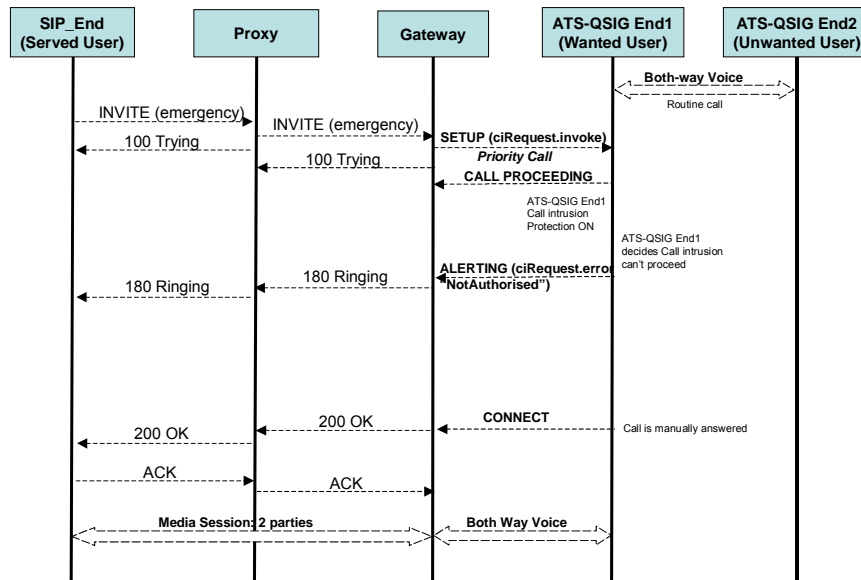 SIP_End
(Served User)
Proxy
Gateway
ATS-QSIG End1
(Wanted User)
ATS-QSIG End2
(Unwanted User)
Both-way Voice
Routine call
INVITE (emergency)
INVITE (emergency)
100 Trying
SETUP (ciRequest.invoke)
Priority Call
100 Trying
CALL PROCEEDING
ATS-QSIG End1
Call intrusion
Protection ON
ATS-QSIG End1
decides Call intrusion
can't proceed
ALERTING (ciRequest.error
"NotAuthorised")
180 Ringing
180 Ringing
CONNECT
200 OK
Call is manually answered
200 OK
ACK
ACK
Media Session: 2 parties
Both Way Voice